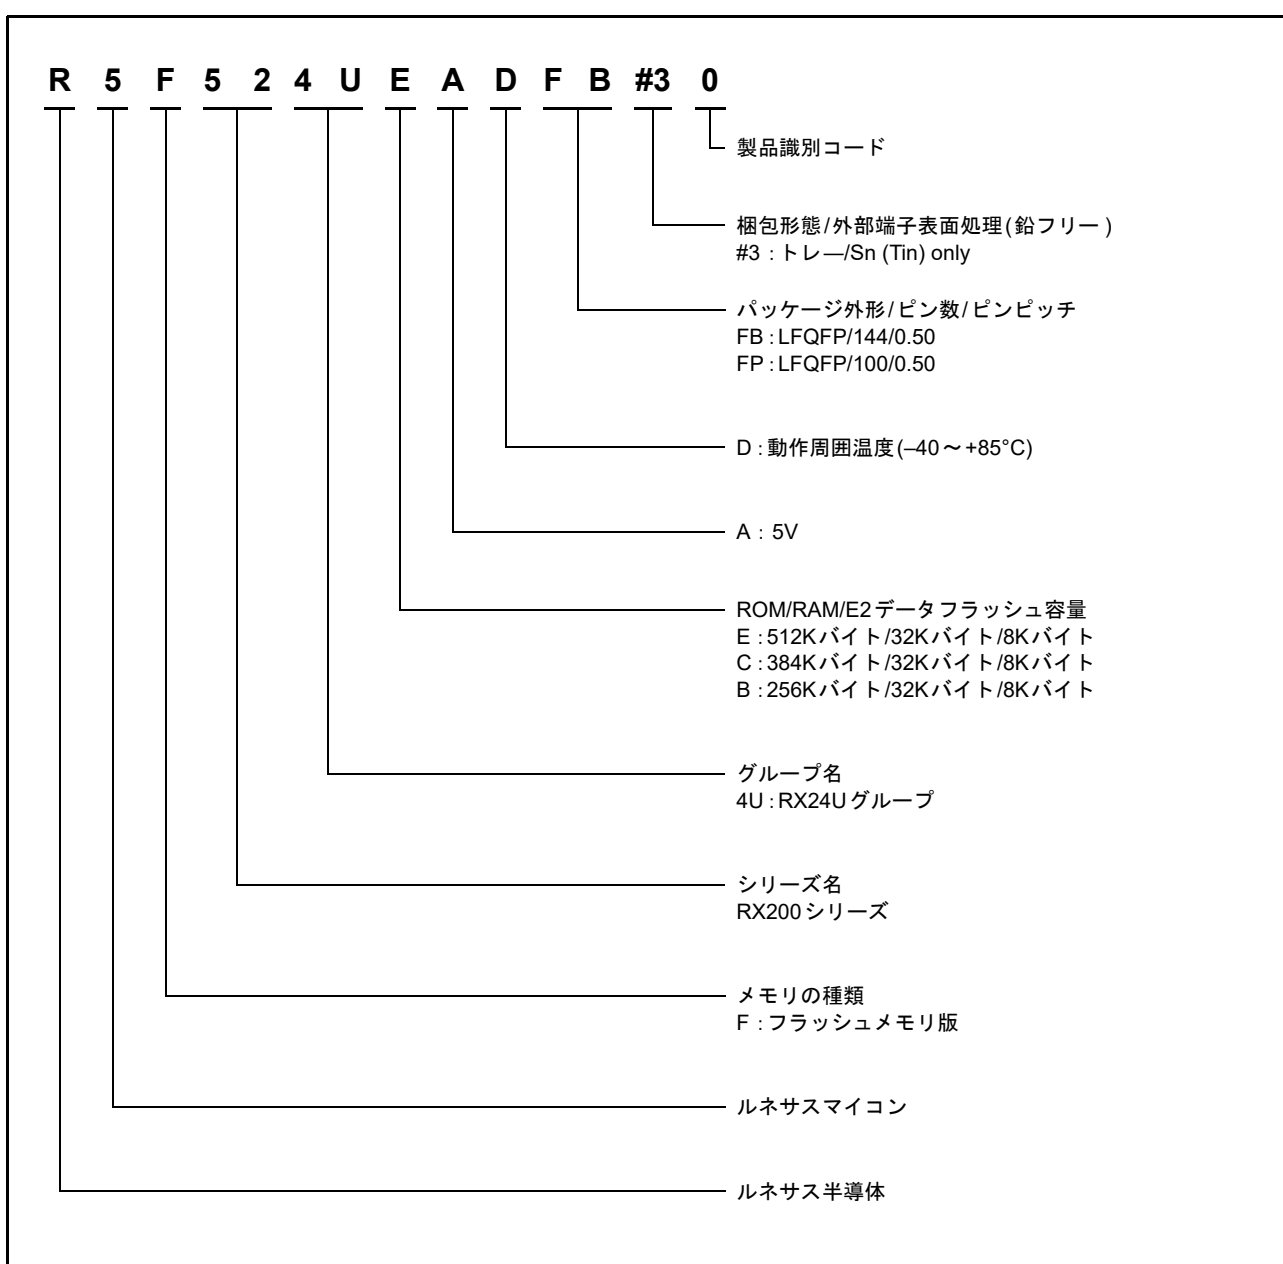 R 5 F 5 2 4 U E A D F B #3 0
製品識別コード
梱包形態/外部端子表面処理(鉛フリー)
#3 : トレ—/Sn (Tin) only
パッケージ外形/ピン数/ピンピッチ
FB : LFQFP/144/0.50
FP : LFQFP/100/0.50
D : 動作周囲温度(–40～+85°C)
A : 5V
ROM/RAM/E2データフラッシュ容量
E : 512Kバイト/32Kバイト/8Kバイト
C : 384Kバイト/32Kバイト/8Kバイト
B : 256Kバイト/32Kバイト/8Kバイト
グループ名
4U : RX24Uグループ
シリーズ名
RX200シリーズ
メモリの種類
F : フラッシュメモリ版
ルネサスマイコン
ルネサス半導体